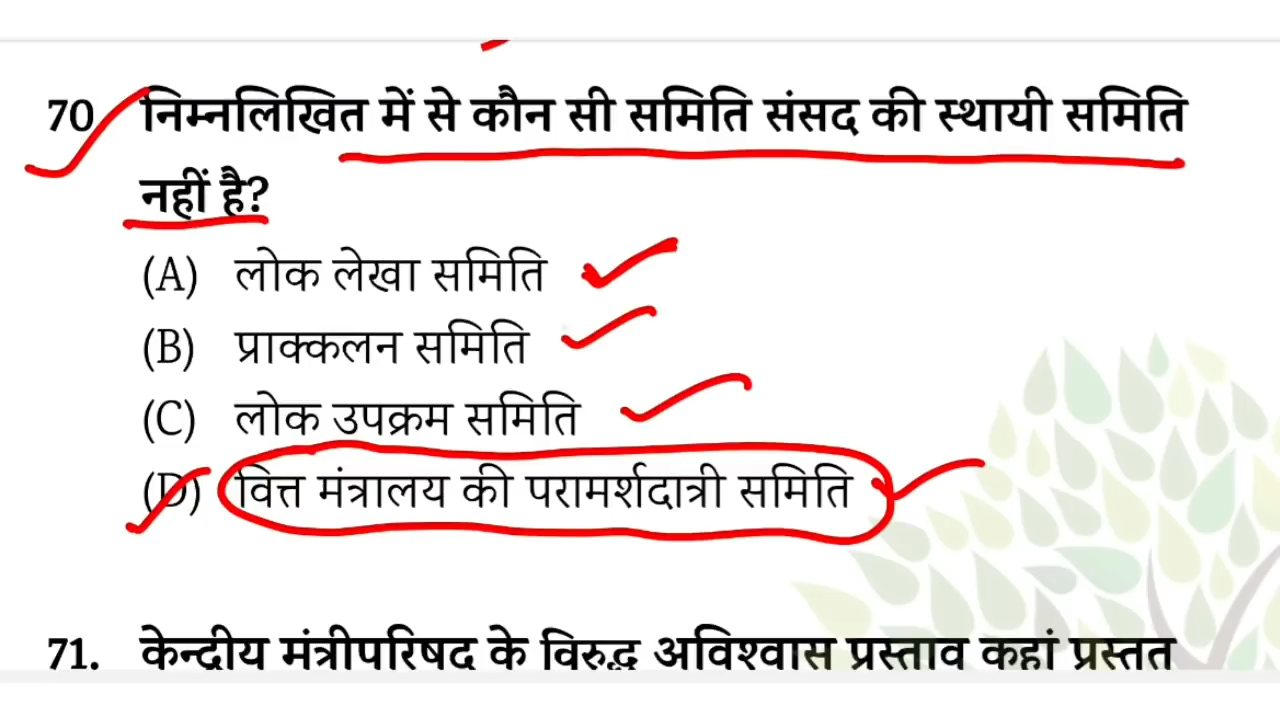 70 निम्नलिखित में से कौन सी समिति संसद की स्थायी समिति
नहीं है?
(A) लोक लेखा समिति
(B) प्राक्कलन समिति
(C) लोक उपक्रम समिति
(D) वित्त मंत्रालय की परामर्शदात्री समिति
71. केन्द्रीय मंत्रीपरिषद के विरुद्ध अविश्वास प्रस्ताव कहां प्रस्तुत